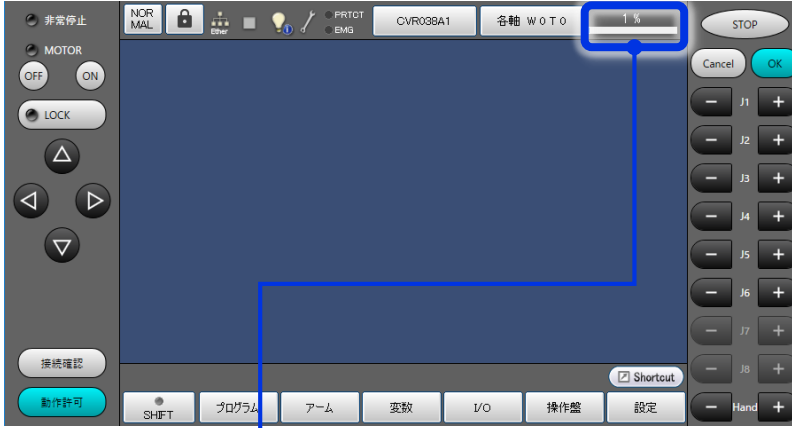 非常停止
MOTOR
OFF
ON
LOCK
接続確認
動作許可
NOR
MAL
Ether
PRTCT
EMG
CVR038A1
各軸 W 0 T 0
1 %
Shortcut
SHIFT
プログラム
アーム
変数
I/O
操作盤
設定
STOP
Cancel
OK
− J1 +
− J2 +
− J3 +
− J4 +
− J5 +
− J6 +
− J7 +
− J8 +
− Hand +